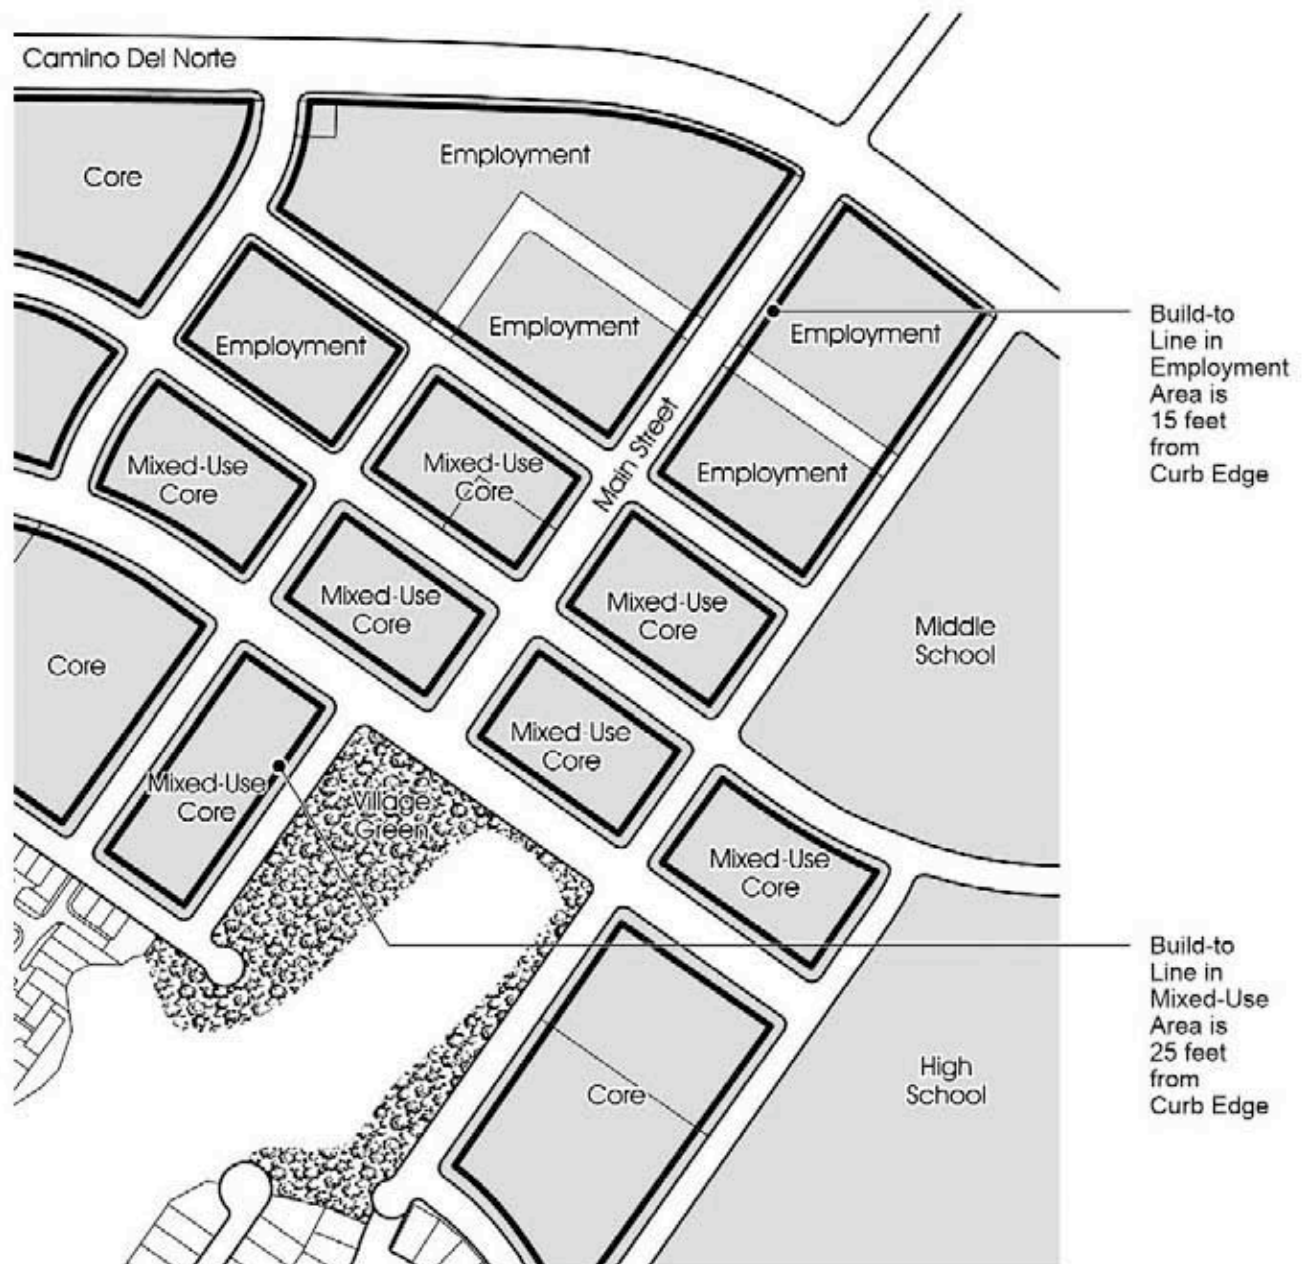 Camino Del Norte
Core
Employment
Employment
Employment
Employment
Employment
Main Street
Mixed-Use
Core
Mixed-Use
Core
Mixed-Use
Core
Mixed-Use
Core
Middle
School
Core
Mixed-Use
Core
Mixed-Use
Core
Village
Green
Mixed-Use
Core
High
School
Core
Build-to
Line in
Employment
Area is
15 feet
from
Curb Edge
Build-to
Line in
Mixed-Use
Area is
25 feet
from
Curb Edge